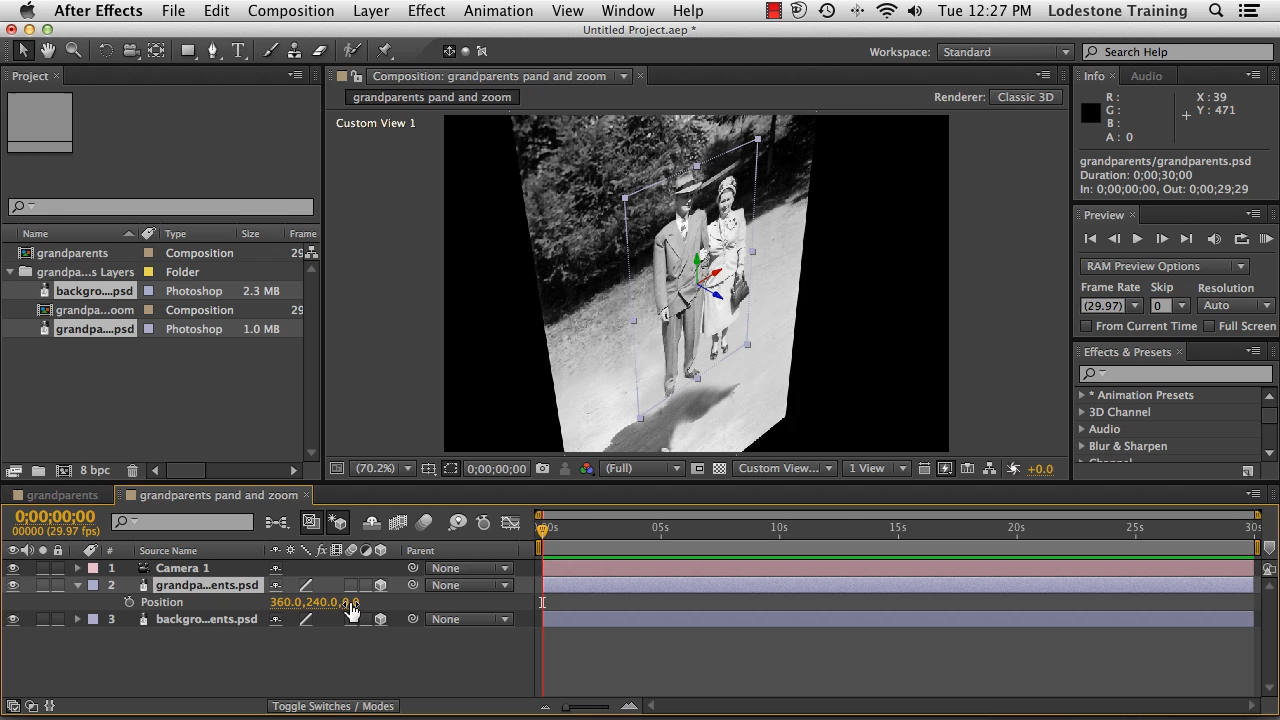 After Effects File Edit Composition Layer Effect Animation View Window Help Tue 12:27 PM Lodestone Training
Untitled Project.aep *
Workspace: Standard Search Help
Project × Composition: grandparents pand and zoom × Info × Audio
grandparents pand and zoom Renderer: Classic 3D
Custom View 1
R : X : 39
G : Y : 471
B :
A : 0
grandparents/grandparents.psd
Duration: 0;00;30;00
In: 0;00;00;00, Out: 0;00;29;29
Preview ×
RAM Preview Options
Frame Rate Skip Resolution
(29.97) 0 Auto
From Current Time Full Screen
Effects & Presets ×
* Animation Presets
3D Channel
Audio
Blur & Sharpen
Name Type Size Frame
grandparents Composition 29
grandpa...s Layers Folder
backgro....psd Photoshop 2.3 MB
grandpa...oom Composition 29
grandpa....psd Photoshop 1.0 MB
8 bpc
(70.2%) 0;00;00;00 (Full) Custom View... 1 View +0.0
grandparents grandparents pand and zoom ×
0;00;00;00
00000 (29.97 fps)
05s 10s 15s 20s 25s 30s
# Source Name Parent
1 Camera 1 None
2 grandpa...ents.psd None
Position 360.0,240.0,
3 backgro...ents.psd None
Toggle Switches / Modes